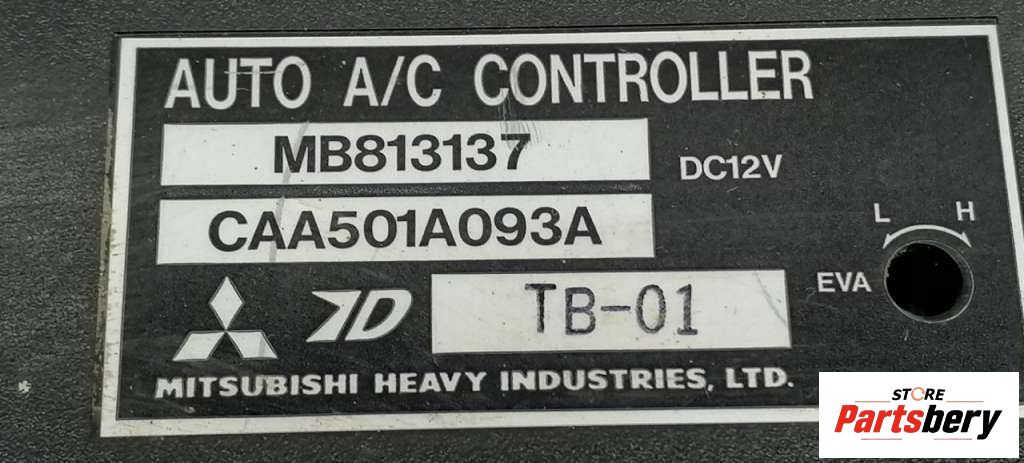 AUTO A/C CONTROLLER
MB813137
DC12V
CAA501A093A
L H
EVA
TB-01
MITSUBISHI HEAVY INDUSTRIES, LTD.
STORE
Partsbery